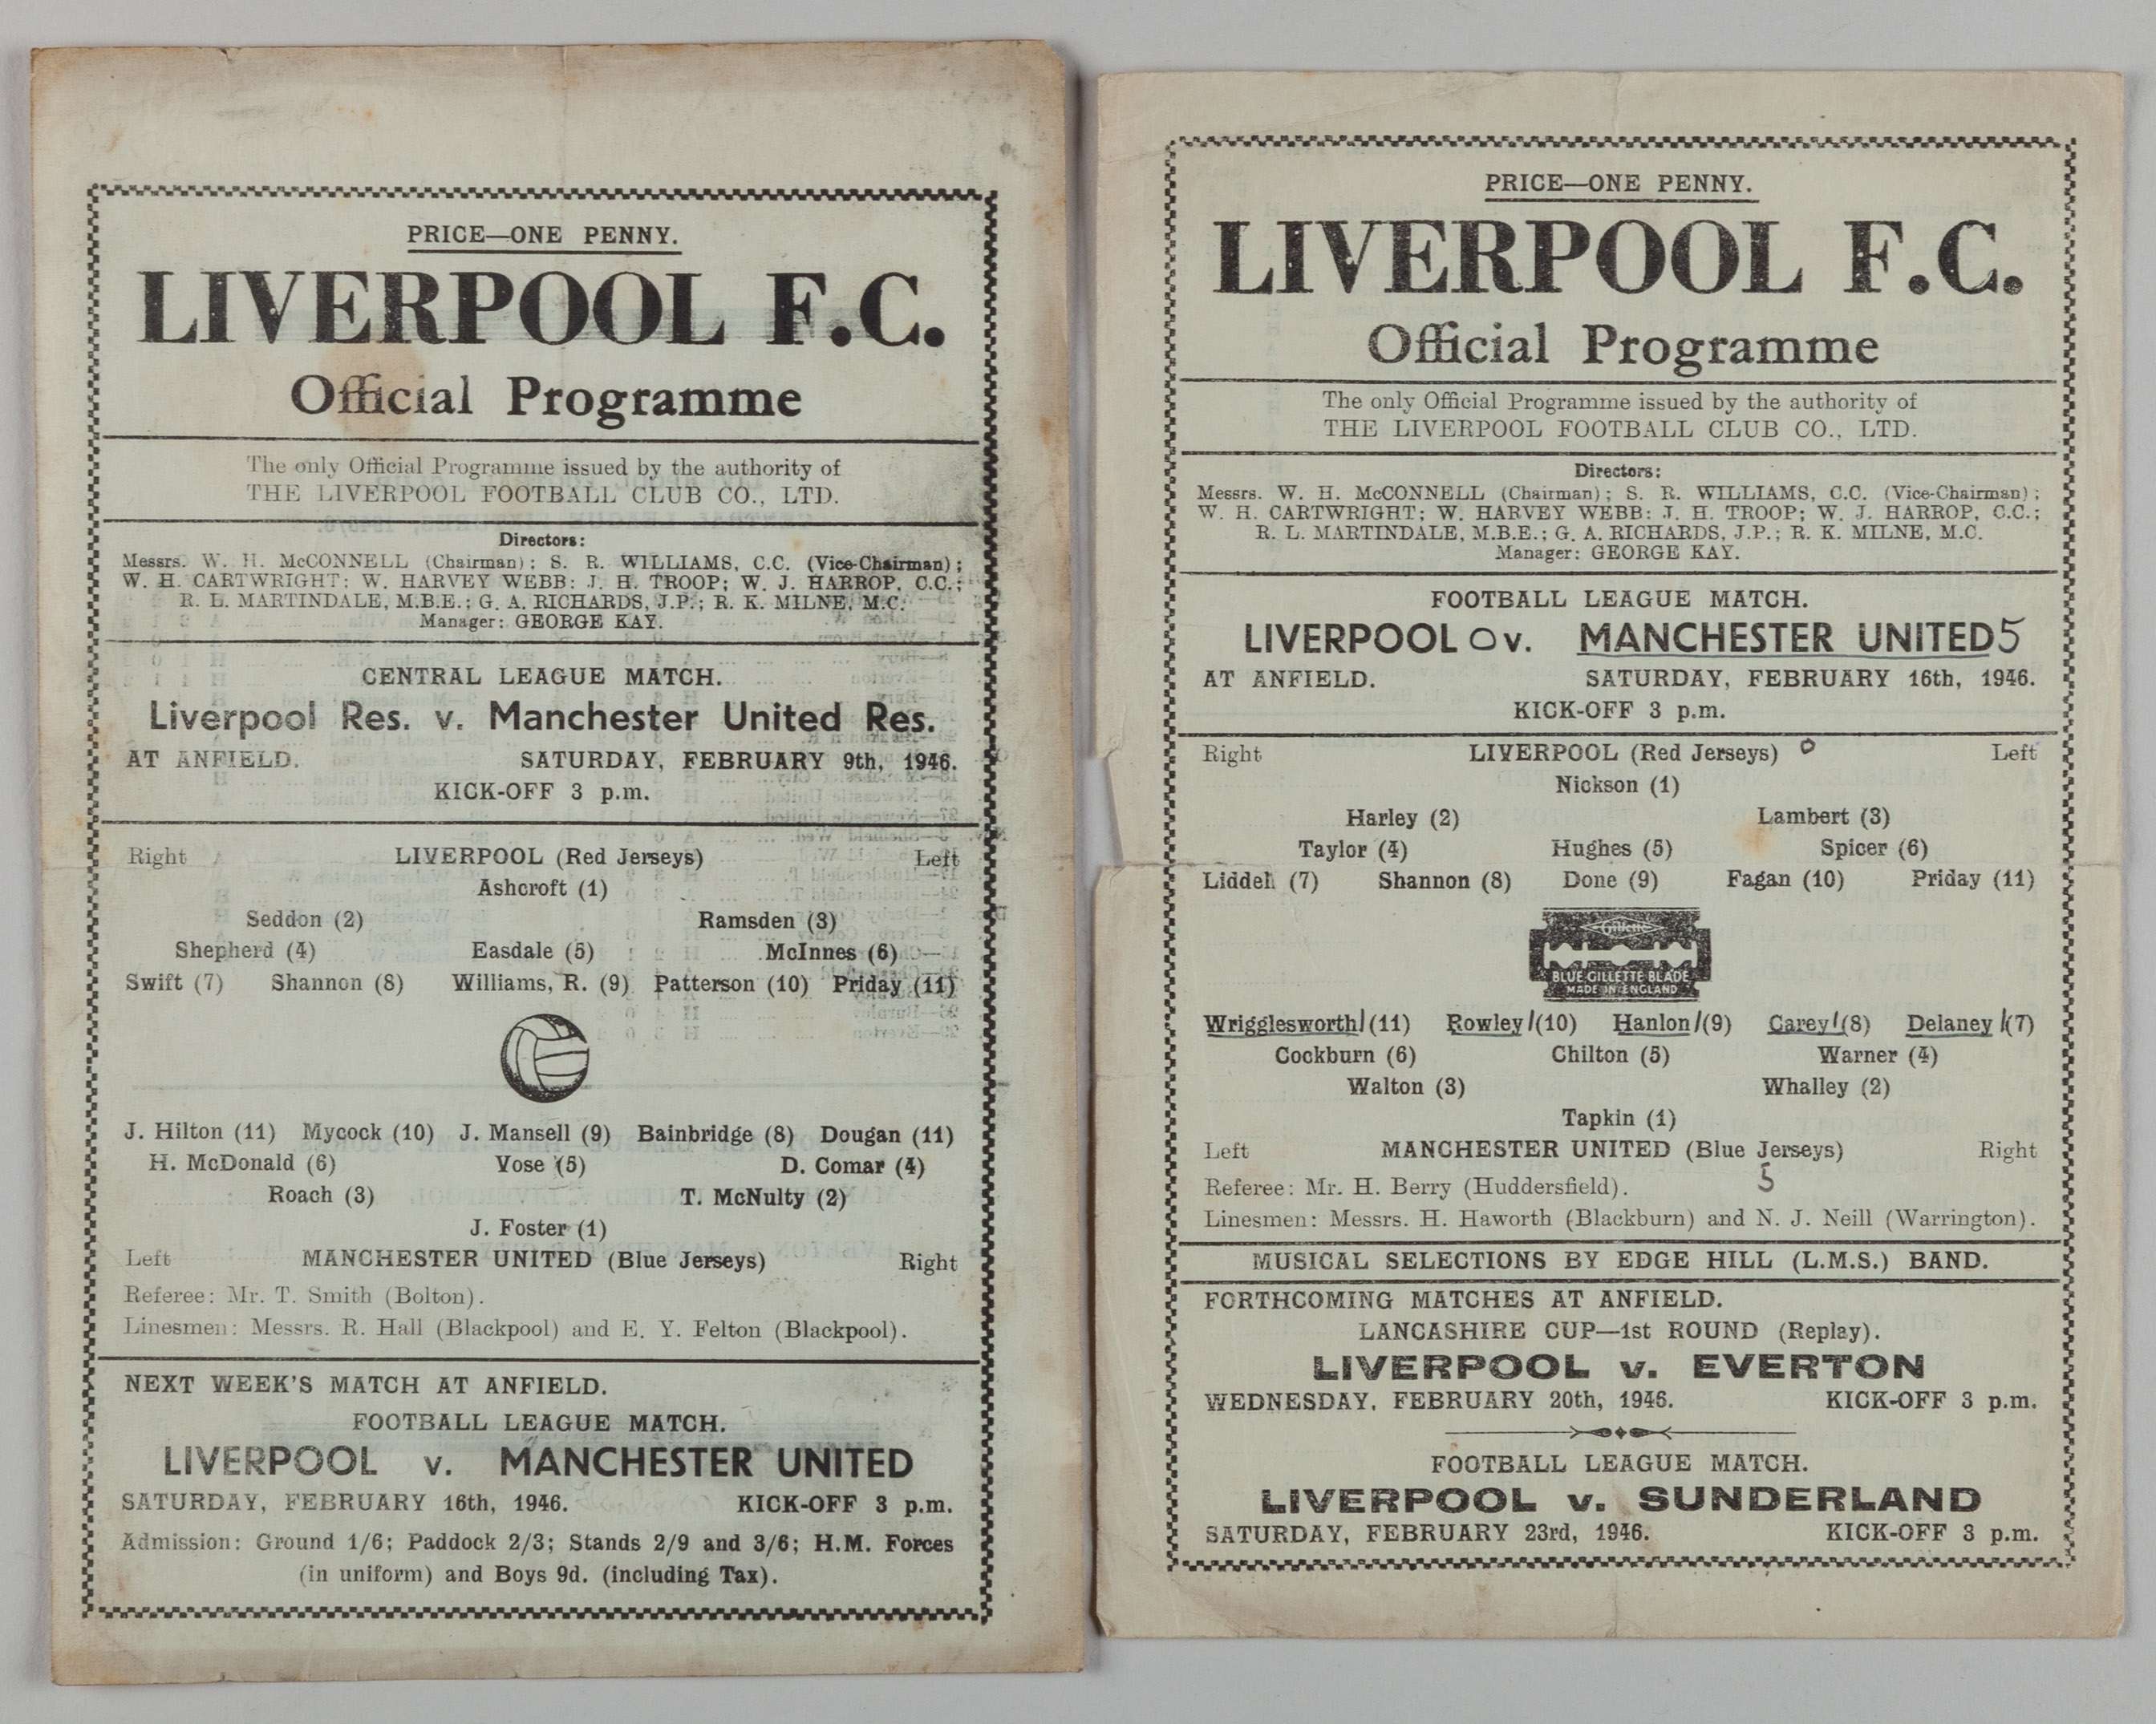 PRICE—ONE PENNY.
LIVERPOOL F.C.
Official Programme
The only Official Programme issued by the authority of
THE LIVERPOOL FOOTBALL CLUB CO., LTD.
Directors:
Messrs. W. H. McCONNELL (Chairman); S. R. WILLIAMS, C.C. (Vice-Chairman);
W. H. CARTWRIGHT; W. HARVEY WEBB: J. H. TROOP; W. J. HARROP, C.C.;
R. L. MARTINDALE, M.B.E.; G. A. RICHARDS, J.P.; R. K. MILNE, M.C.
Manager: GEORGE KAY.
CENTRAL LEAGUE MATCH.
Liverpool Res. v. Manchester United Res.
AT ANFIELD. SATURDAY, FEBRUARY 9th, 1946.
KICK-OFF 3 p.m.
Right LIVERPOOL (Red Jerseys) Left
Ashcroft (1)
Seddon (2) Ramsden (3)
Shepherd (4) Easdale (5) McInnes (6)
Swift (7) Shannon (8) Williams, R. (9) Patterson (10) Priday (11)
J. Hilton (11) Mycock (10) J. Mansell (9) Bainbridge (8) Dougan (11)
H. McDonald (6) Vose (5) D. Comar (4)
Roach (3) T. McNulty (2)
J. Foster (1)
Left MANCHESTER UNITED (Blue Jerseys) Right
Referee: Mr. T. Smith (Bolton).
Linesmen: Messrs. R. Hall (Blackpool) and E. Y. Felton (Blackpool).
NEXT WEEK'S MATCH AT ANFIELD.
FOOTBALL LEAGUE MATCH.
LIVERPOOL v. MANCHESTER UNITED
SATURDAY, FEBRUARY 16th, 1946. KICK-OFF 3 p.m.
Admission: Ground 1/6; Paddock 2/3; Stands 2/9 and 3/6; H.M. Forces
(in uniform) and Boys 9d. (including Tax).
PRICE—ONE PENNY.
LIVERPOOL F.C.
Official Programme
The only Official Programme issued by the authority of
THE LIVERPOOL FOOTBALL CLUB CO., LTD.
Directors:
Messrs. W. H. McCONNELL (Chairman); S. R. WILLIAMS, C.C. (Vice-Chairman);
W. H. CARTWRIGHT; W. HARVEY WEBB: J. H. TROOP; W. J. HARROP, C.C.;
R. L. MARTINDALE, M.B.E.; G. A. RICHARDS, J.P.; R. K. MILNE, M.C.
Manager: GEORGE KAY.
FOOTBALL LEAGUE MATCH.
LIVERPOOL 0 v. MANCHESTER UNITED 5
AT ANFIELD. SATURDAY, FEBRUARY 16th, 1946.
KICK-OFF 3 p.m.
Right LIVERPOOL (Red Jerseys) 0 Left
Nickson (1)
Harley (2) Lambert (3)
Taylor (4) Hughes (5) Spicer (6)
Liddell (7) Shannon (8) Done (9) Fagan (10) Priday (11)
Gillette
BLUE GILLETTE BLADE
MADE IN ENGLAND
Wrigglesworth/(11) Rowley/(10) Hanlon/(9) Carey/(8) Delaney/(7)
Cockburn (6) Chilton (5) Warner (4)
Walton (3) Whalley (2)
Tapkin (1)
Left MANCHESTER UNITED (Blue Jerseys) Right
5
Referee: Mr. H. Berry (Huddersfield).
Linesmen: Messrs. H. Haworth (Blackburn) and N. J. Neill (Warrington).
MUSICAL SELECTIONS BY EDGE HILL (L.M.S.) BAND.
FORTHCOMING MATCHES AT ANFIELD.
LANCASHIRE CUP—1st ROUND (Replay).
LIVERPOOL v. EVERTON
WEDNESDAY, FEBRUARY 20th, 1946. KICK-OFF 3 p.m.
FOOTBALL LEAGUE MATCH.
LIVERPOOL v. SUNDERLAND
SATURDAY, FEBRUARY 23rd, 1946. KICK-OFF 3 p.m.